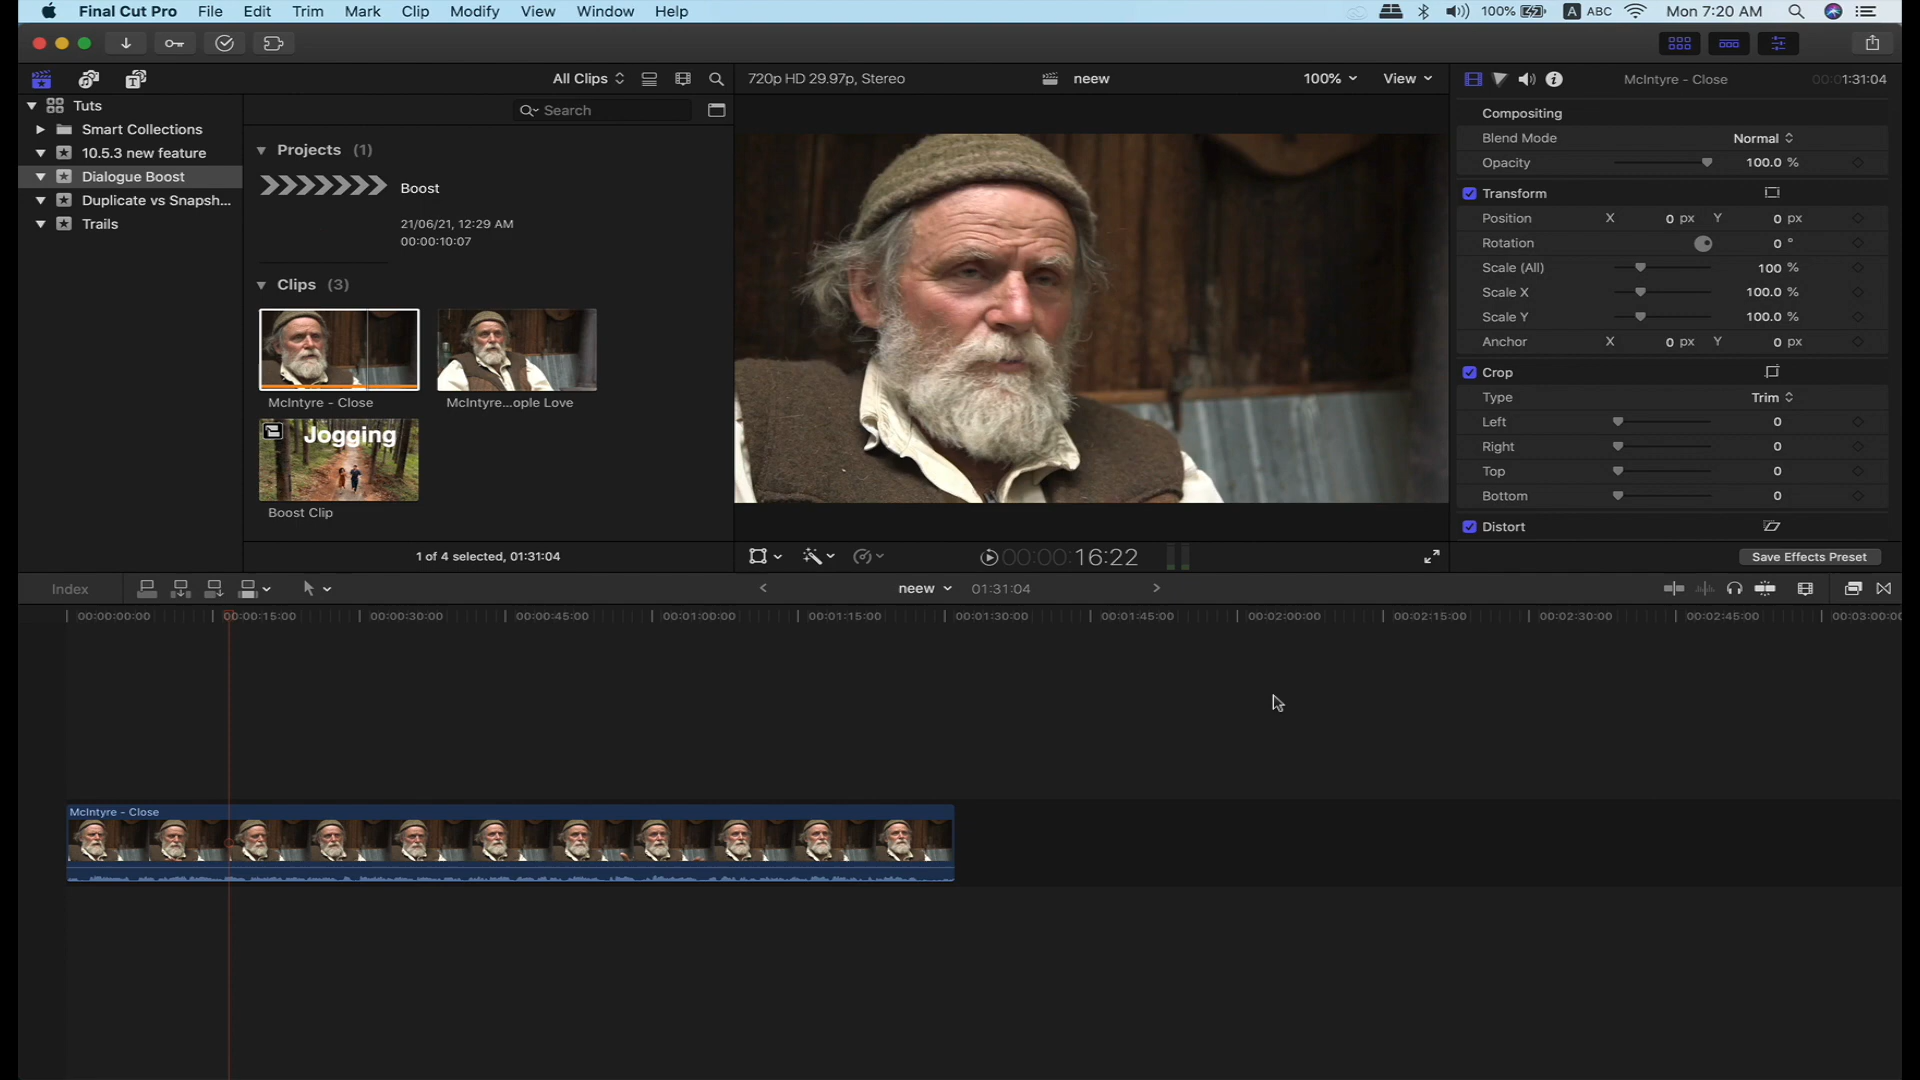 Final Cut Pro File Edit Trim Mark Clip Modify View Window Help 100% A ABC Mon 7:20 AM
All Clips 720p HD 29.97p, Stereo neew 100% View McIntyre - Close 00:01:31:04
Tuts
Smart Collections
10.5.3 new feature
Dialogue Boost
Duplicate vs Snapsh...
Trails
Search
Projects (1)
Boost
21/06/21, 12:29 AM
00:00:10:07
Clips (3)
McIntyre - Close
McIntyre...ople Love
Jogging
Boost Clip
1 of 4 selected, 01:31:04
00:00:16:22
Compositing
Blend Mode Normal
Opacity 100.0 %
Transform
Position X 0 px Y 0 px
Rotation 0 °
Scale (All) 100 %
Scale X 100.0 %
Scale Y 100.0 %
Anchor X 0 px Y 0 px
Crop
Type Trim
Left 0
Right 0
Top 0
Bottom 0
Distort
Save Effects Preset
Index neew 01:31:04
00:00:00:00 00:00:15:00 00:00:30:00 00:00:45:00 00:01:00:00 00:01:15:00 00:01:30:00 00:01:45:00 00:02:00:00 00:02:15:00 00:02:30:00 00:02:45:00 00:03:00:00
McIntyre - Close